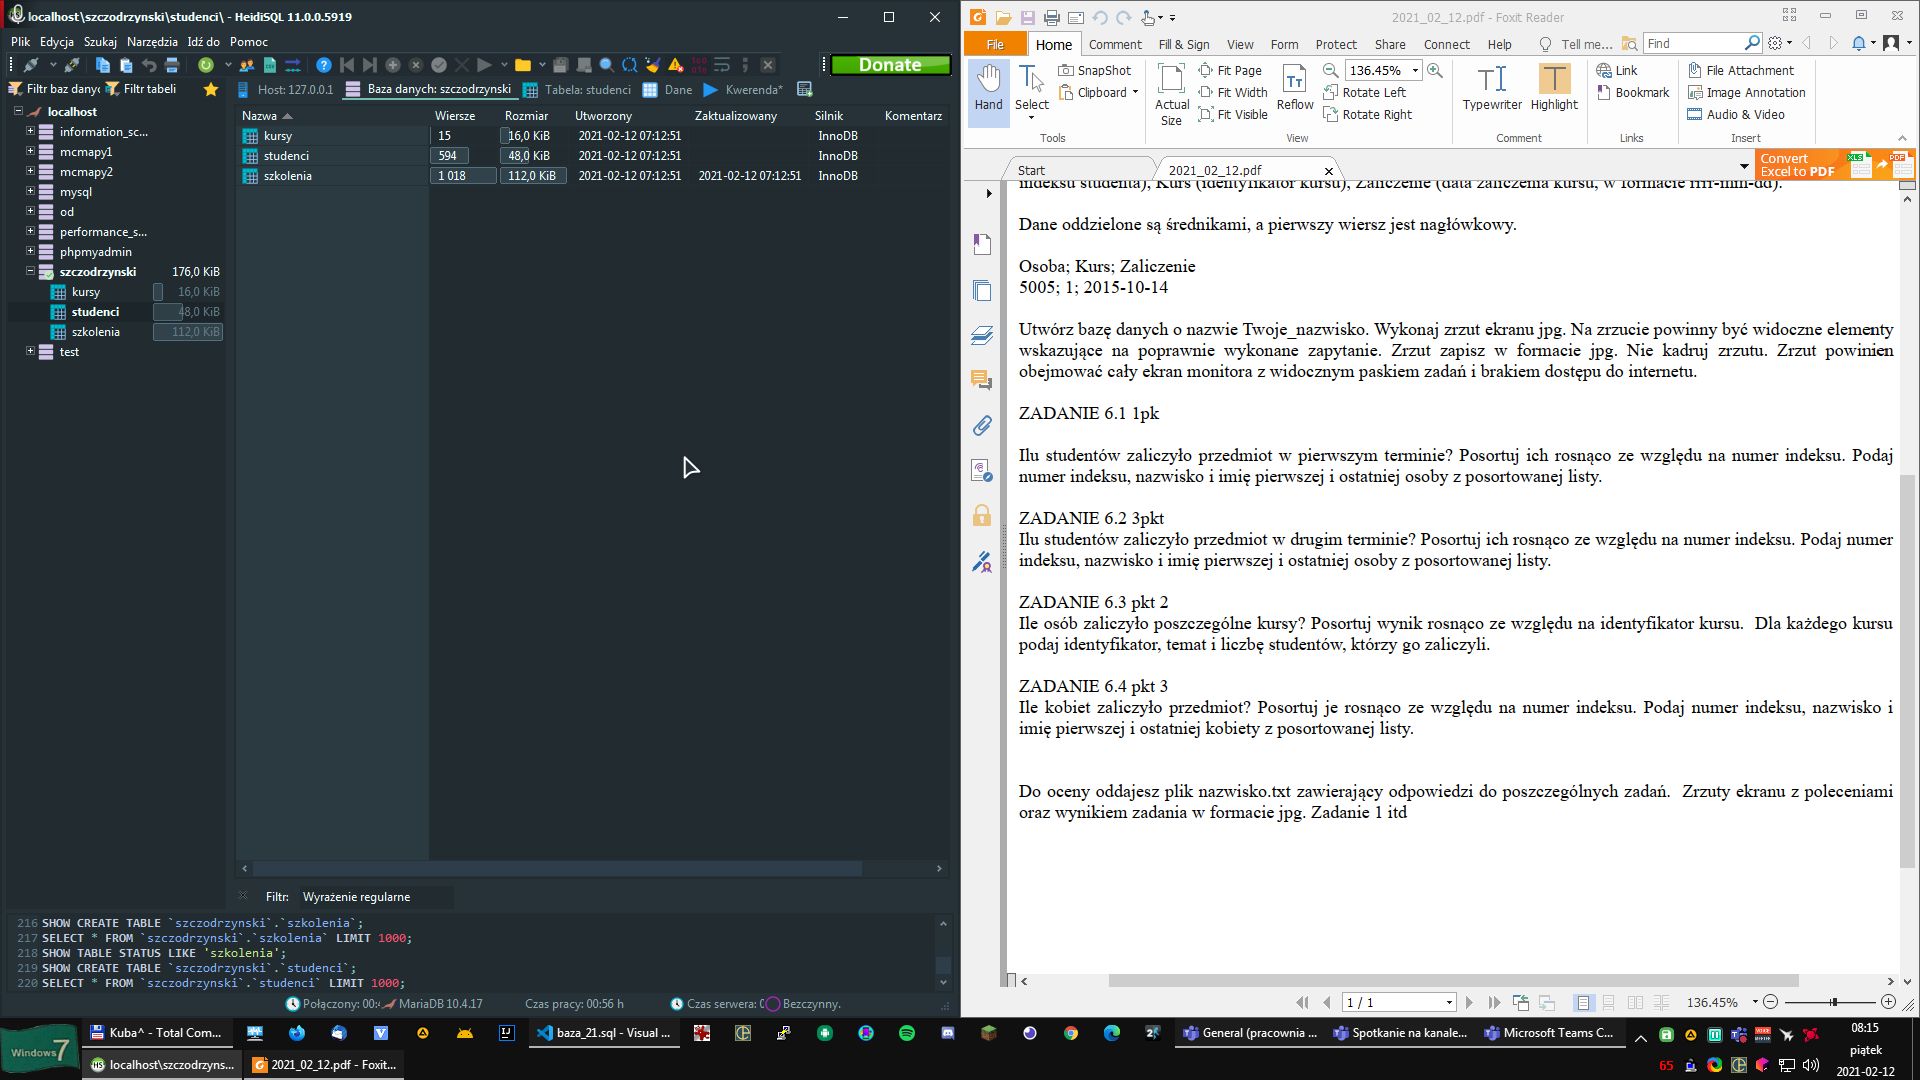 localhost\szczodrzynski\studenci\ - HeidiSQL 11.0.0.5919
Plik Edycja Szukaj Narzędzia Idź do Pomoc
Donate
Filtr baz danyc Filtr tabeli
Host: 127.0.0.1 Baza danych: szczodrzynski Tabela: studenci Dane Kwerenda*
localhost
information_sc...
mcmapy1
mcmapy2
mysql
od
performance_s...
phpmyadmin
szczodrzynski 176,0 KiB
kursy 16,0 KiB
studenci 48,0 KiB
szkolenia 112,0 KiB
test
Nazwa Wiersze Rozmiar Utworzony Zaktualizowany Silnik Komentarz
kursy 15 16,0 KiB 2021-02-12 07:12:51 InnoDB
studenci 594 48,0 KiB 2021-02-12 07:12:51 InnoDB
szkolenia 1 018 112,0 KiB 2021-02-12 07:12:51 2021-02-12 07:12:51 InnoDB
Filtr: Wyrażenie regularne
216 SHOW CREATE TABLE `szczodrzynski`.`szkolenia`;
217 SELECT * FROM `szczodrzynski`.`szkolenia` LIMIT 1000;
218 SHOW TABLE STATUS LIKE 'szkolenia';
219 SHOW CREATE TABLE `szczodrzynski`.`studenci`;
220 SELECT * FROM `szczodrzynski`.`studenci` LIMIT 1000;
Połączony: 00: MariaDB 10.4.17 Czas pracy: 00:56 h Czas serwera: Bezczynny.
2021_02_12.pdf - Foxit Reader
File Home Comment Fill & Sign View Form Protect Share Connect Help Tell me... Find
Hand
Select
SnapShot
Clipboard
Tools
Actual Size
Fit Page
Fit Width
Fit Visible
Reflow
136.45%
Rotate Left
Rotate Right
View
Typewriter
Highlight
Comment
Link
Bookmark
Links
File Attachment
Image Annotation
Audio & Video
Insert
Start 2021_02_12.pdf
Convert
Excel to PDF
indeksu studenta), Kurs (identyfikator kursu), Zaliczenie (data zaliczenia kursu, w formacie rrrr-mm-dd).
Dane oddzielone są średnikami, a pierwszy wiersz jest nagłówkowy.
Osoba; Kurs; Zaliczenie
5005; 1; 2015-10-14
Utwórz bazę danych o nazwie Twoje_nazwisko. Wykonaj zrzut ekranu jpg. Na zrzucie powinny być widoczne elementy
wskazujące na poprawnie wykonane zapytanie. Zrzut zapisz w formacie jpg. Nie kadruj zrzutu. Zrzut powinien
obejmować cały ekran monitora z widocznym paskiem zadań i brakiem dostępu do internetu.
ZADANIE 6.1 1pk
Ilu studentów zaliczyło przedmiot w pierwszym terminie? Posortuj ich rosnąco ze względu na numer indeksu. Podaj
numer indeksu, nazwisko i imię pierwszej i ostatniej osoby z posortowanej listy.
ZADANIE 6.2 3pkt
Ilu studentów zaliczyło przedmiot w drugim terminie? Posortuj ich rosnąco ze względu na numer indeksu. Podaj numer
indeksu, nazwisko i imię pierwszej i ostatniej osoby z posortowanej listy.
ZADANIE 6.3 pkt 2
Ile osób zaliczyło poszczególne kursy? Posortuj wynik rosnąco ze względu na identyfikator kursu. Dla każdego kursu
podaj identyfikator, temat i liczbę studentów, którzy go zaliczyli.
ZADANIE 6.4 pkt 3
Ile kobiet zaliczyło przedmiot? Posortuj je rosnąco ze względu na numer indeksu. Podaj numer indeksu, nazwisko i
imię pierwszej i ostatniej kobiety z posortowanej listy.
Do oceny oddajesz plik nazwisko.txt zawierający odpowiedzi do poszczególnych zadań. Zrzuty ekranu z poleceniami
oraz wynikiem zadania w formacie jpg. Zadanie 1 itd
1 / 1 136.45%
Windows 7
Kuba^ - Total Com...
baza_21.sql - Visual ...
General (pracownia ...
Spotkanie na kanale...
Microsoft Teams C...
localhost\szczodrzyns...
2021_02_12.pdf - Foxit...
65
08:15
piątek
2021-02-12